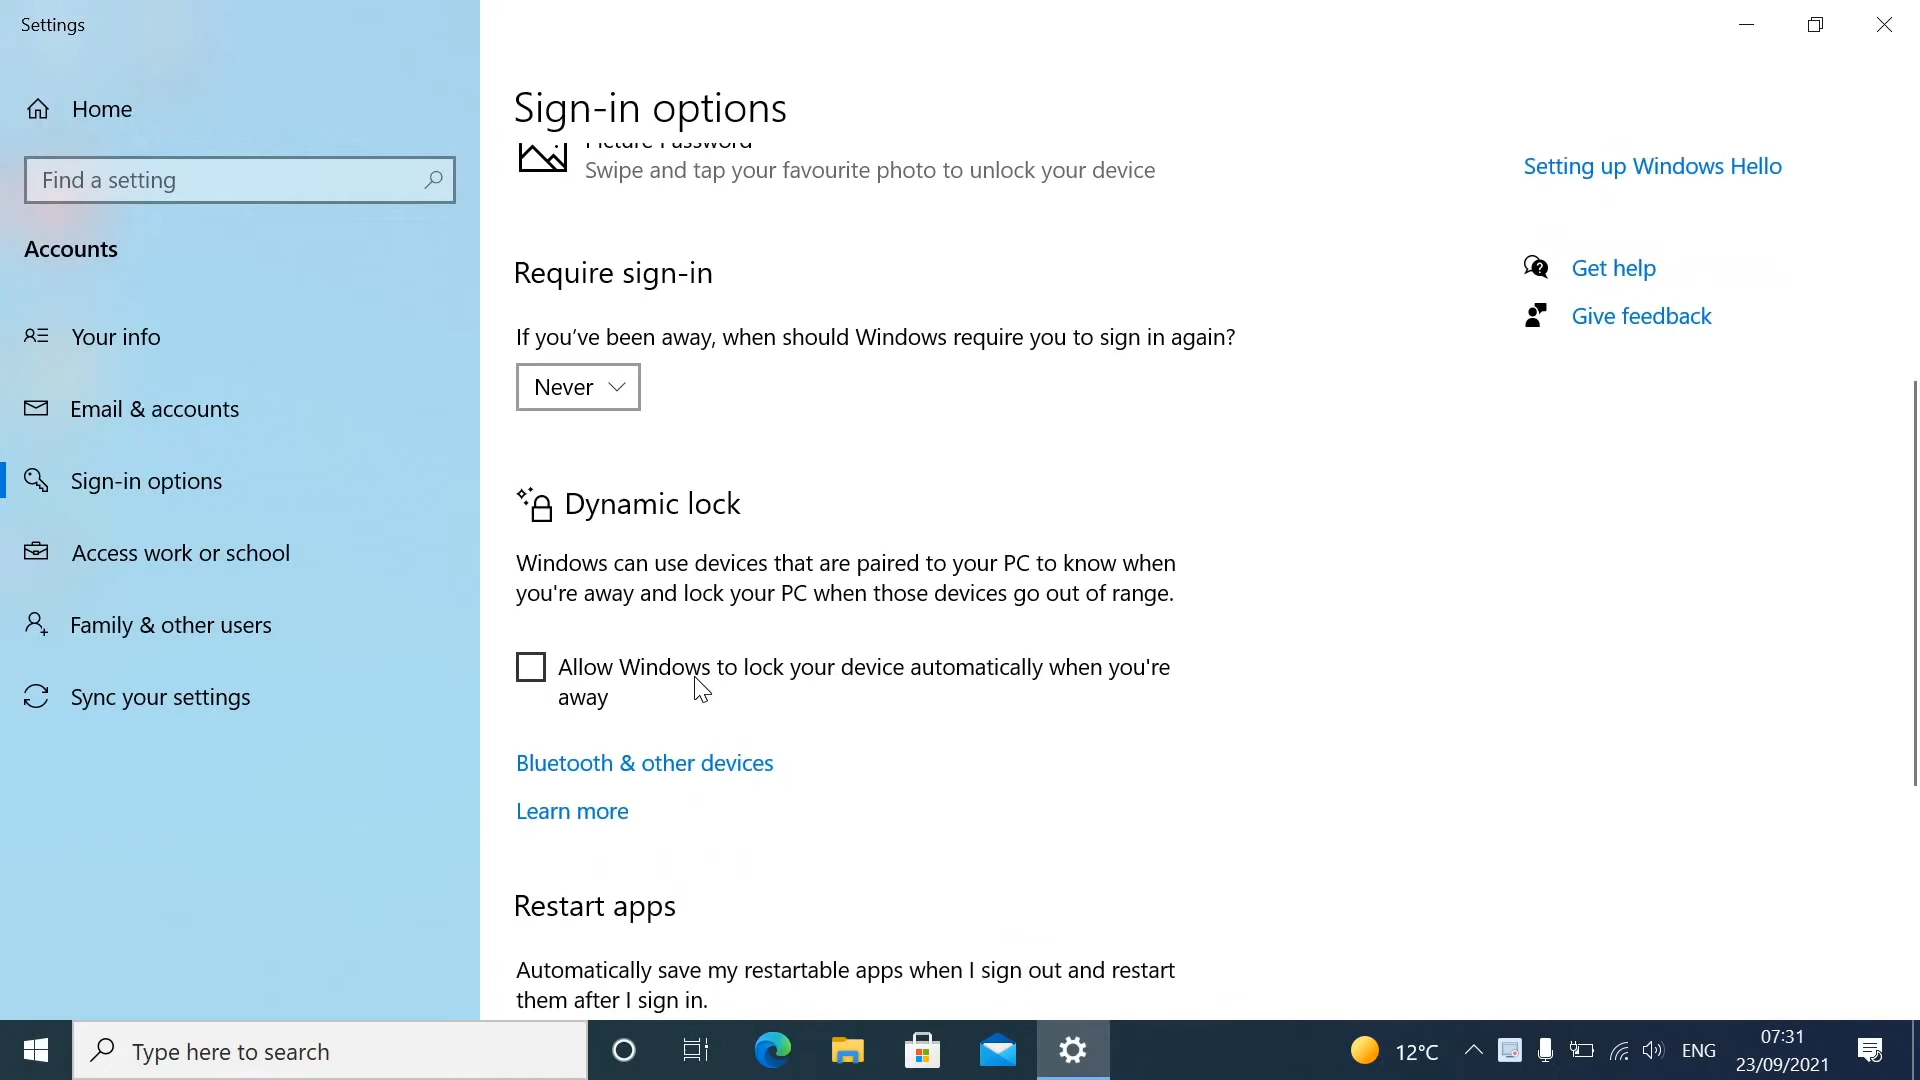 Settings
Home
Find a setting
Accounts
Your info
Email & accounts
Sign-in options
Access work or school
Family & other users
Sync your settings
Sign-in options
Picture Password
Swipe and tap your favourite photo to unlock your device
Require sign-in
If you’ve been away, when should Windows require you to sign in again?
Never
Dynamic lock
Windows can use devices that are paired to your PC to know when
you're away and lock your PC when those devices go out of range.
Allow Windows to lock your device automatically when you're
away
Bluetooth & other devices
Learn more
Restart apps
Automatically save my restartable apps when I sign out and restart
them after I sign in.
Setting up Windows Hello
Get help
Give feedback
Type here to search
12°C
ENG
07:31
23/09/2021